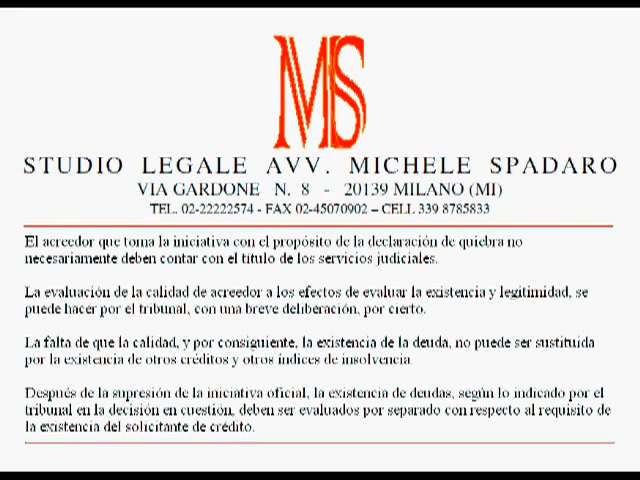 MS
STUDIO LEGALE AVV. MICHELE SPADARO
VIA GARDONE N. 8 - 20139 MILANO (MI)
TEL. 02-22222574 - FAX 02-45070902 – CELL 339 8785833
El acreedor que toma la iniciativa con el propósito de la declaración de quiebra no
necesariamente deben contar con el título de los servicios judiciales.
La evaluación de la calidad de acreedor a los efectos de evaluar la existencia y legitimidad, se
puede hacer por el tribunal, con una breve deliberación, por cierto.
La falta de que la calidad, y por consiguiente, la existencia de la deuda, no puede ser sustituida
por la existencia de otros créditos y otros índices de insolvencia.
Después de la supresión de la iniciativa oficial, la existencia de deudas, según lo indicado por el
tribunal en la decisión en cuestión, deben ser evaluados por separado con respecto al requisito de
la existencia del solicitante de crédito.